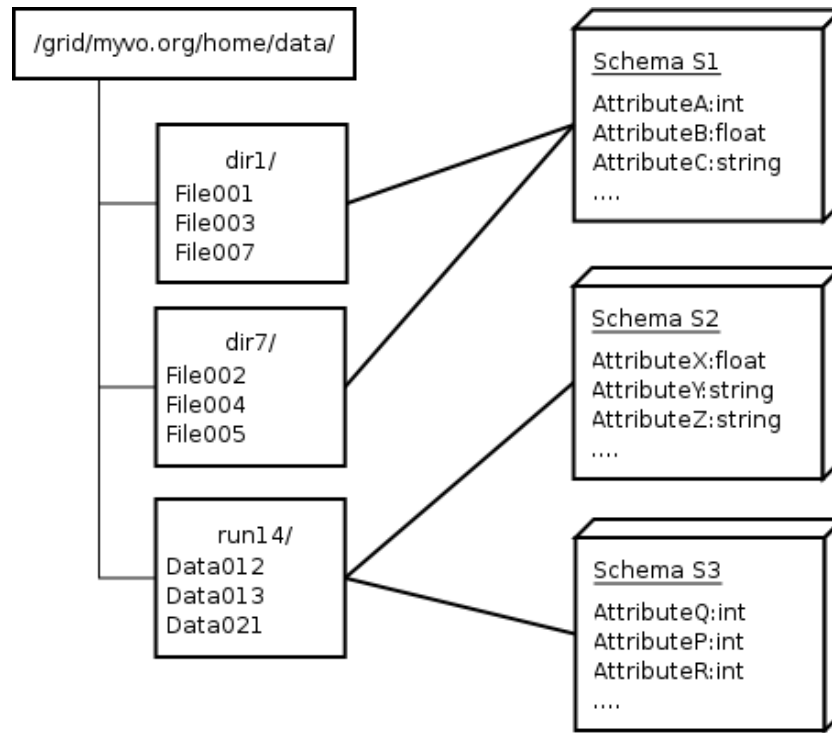 /grid/myvo.org/home/data/
dir1/
File001
File003
File007
dir7/
File002
File004
File005
run14/
Data012
Data013
Data021
Schema S1
AttributeA:int
AttributeB:float
AttributeC:string
....
Schema S2
AttributeX:float
AttributeY:string
AttributeZ:string
....
Schema S3
AttributeQ:int
AttributeP:int
AttributeR:int
....